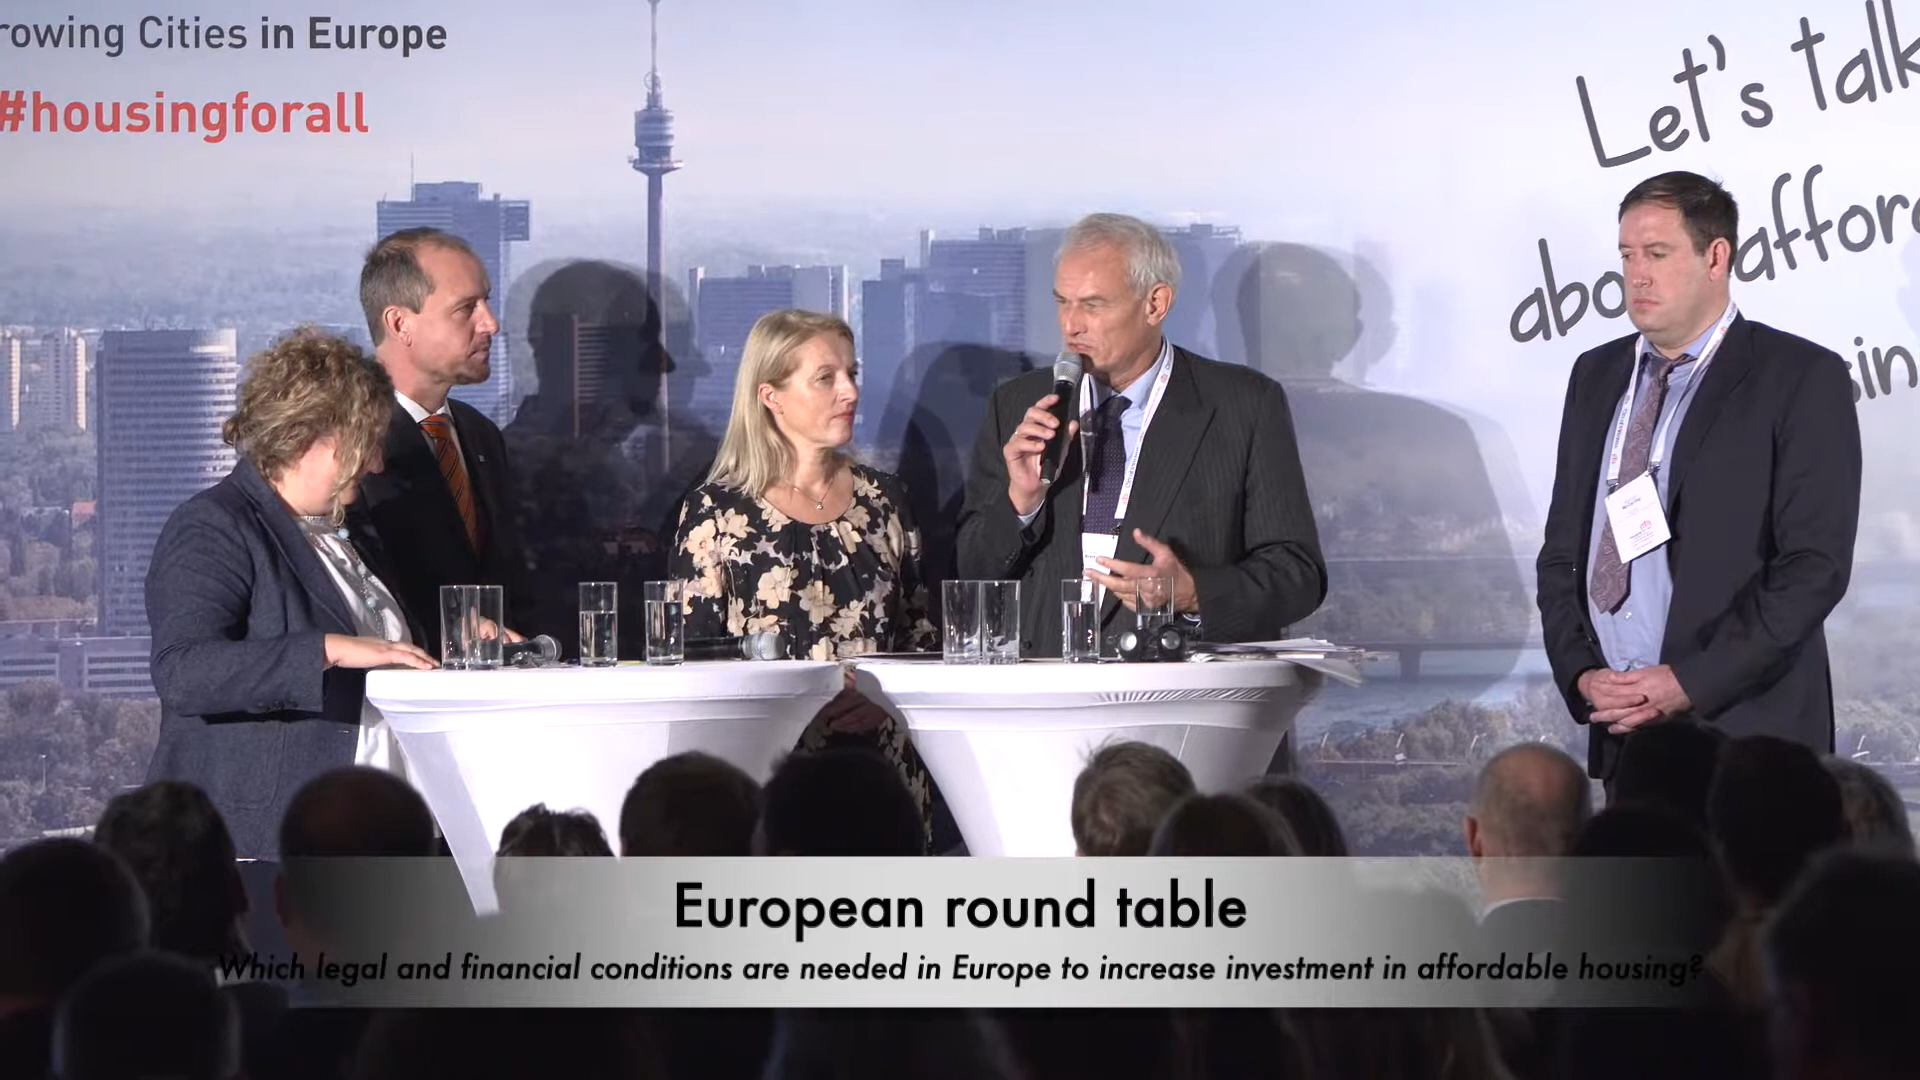 rowing Cities in Europe
#housingforall
Let's talk
abo affor
sin
European round table
Which legal and financial conditions are needed in Europe to increase investment in affordable housing?